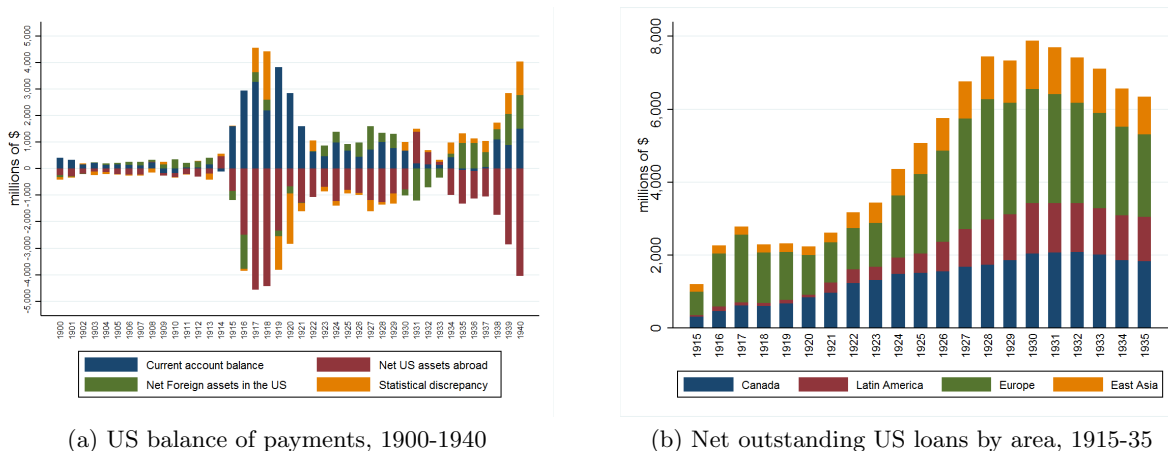 millions of $
5,000
4,000
3,000
2,000
1,000
0
-1,000
-2,000
-3,000
-4,000
-5,000
1900 1901 1902 1903 1904 1905 1906 1907 1908 1909 1910 1911 1912 1913 1914 1915 1916 1917 1918 1919 1920 1921 1922 1923 1924 1925 1926 1927 1928 1929 1930 1931 1932 1933 1934 1935 1936 1937 1938 1939 1940
Current account balance Net US assets abroad
Net Foreign assets in the US Statistical discrepancy
(a) US balance of payments, 1900-1940
millions of $
8,000
6,000
4,000
2,000
0
1915 1916 1917 1918 1919 1920 1921 1922 1923 1924 1925 1926 1927 1928 1929 1930 1931 1932 1933 1934 1935
Canada Latin America Europe East Asia
(b) Net outstanding US loans by area, 1915-35